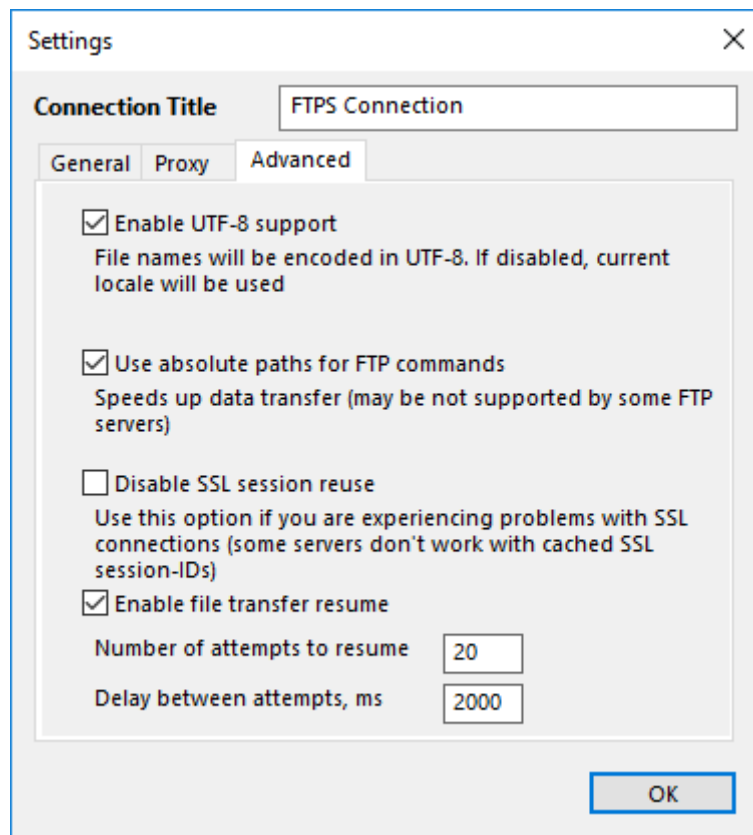 Settings
Connection Title FTPS Connection
General Proxy Advanced
Enable UTF-8 support
File names will be encoded in UTF-8. If disabled, current
locale will be used
Use absolute paths for FTP commands
Speeds up data transfer (may be not supported by some FTP
servers)
Disable SSL session reuse
Use this option if you are experiencing problems with SSL
connections (some servers don't work with cached SSL
session-IDs)
Enable file transfer resume
Number of attempts to resume 20
Delay between attempts, ms 2000
OK